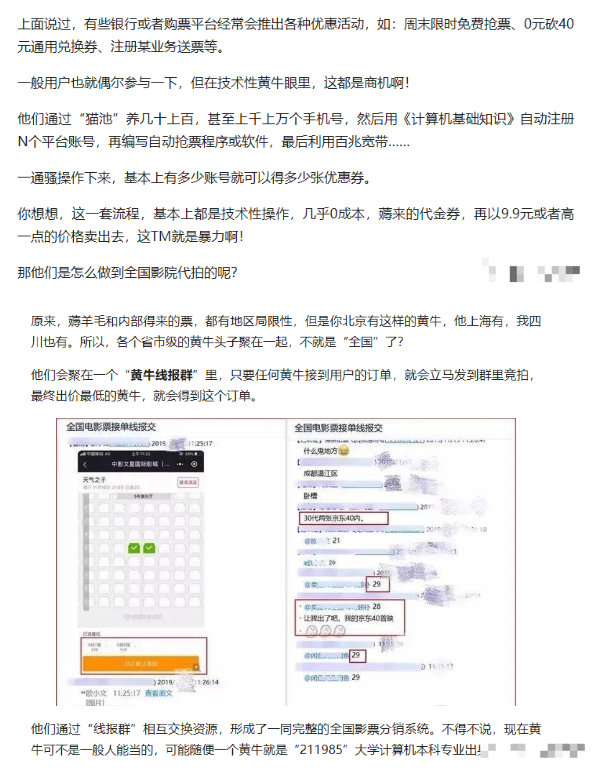 上面说过，有些银行或者购票平台经常会推出各种优惠活动，如：周末限时免费抢票、0元砍40
元通用兑换券、注册某业务送票等。
一般用户也就偶尔参与一下，但在技术性黄牛眼里，这都是商机啊！
他们通过“猫池”养几十上百，甚至上千上万个手机号，然后用《计算机基础知识》自动注册
N个平台账号，再编写自动抢票程序或软件，最后利用百兆宽带......
一通骚操作下来，基本上有多少账号就可以得多少张优惠券。
你想想，这一套流程，基本上都是技术性操作，几乎0成本，薅来的代金券，再以9.9元或者高
一点的价格卖出去，这TM就是暴力啊！
那他们是怎么做到全国影院代拍的呢?
原来，薅羊毛和内部得来的票，都有地区局限性，但是你北京有这样的黄牛，他上海有，我四
川也有。所以，各个省市级的黄牛头子聚在一起，不就是“全国”了？
他们会聚在一个“黄牛线报群”里，只要任何黄牛接到用户的订单，就会立马发到群里竞拍，
最终出价最低的黄牛，就会得到这个订单。
全国电影票接单线报交
2019
11:25:17
中影文星国际影城（...
天气之子
2019/
11:26:14
欧小文 11:25:17 查看原文
[图片]
全国电影票接单线报交
什么鬼地方
成都温江区
卧槽
30代两张京东40内。
21
29
28
让我出了吧，我的京东40首映
29
29
他们通过“线报群”相互交换资源，形成了一同完整的全国影票分销系统。不得不说，现在黄
牛可不是一般人能当的，可能随便一个黄牛就是“211985”大学计算机本科专业出